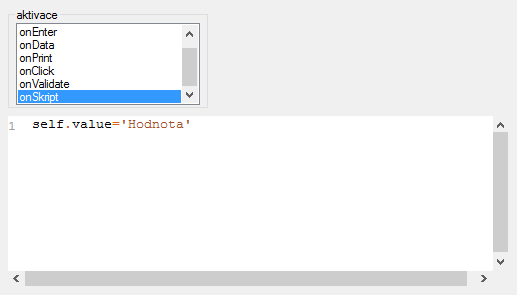 aktivace
onEnter
onData
onPrint
onClick
onValidate
onSkript
1 self.value='Hodnota'